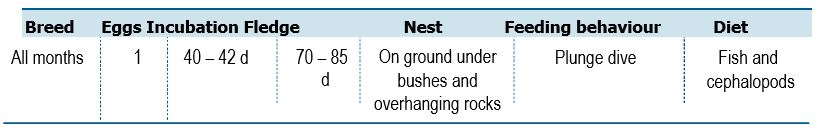 Breed Eggs Incubation Fledge Nest Feeding behaviour Diet
All months 1 40 – 42 d 70 – 85 d On ground under bushes and overhanging rocks Plunge dive Fish and cephalopods